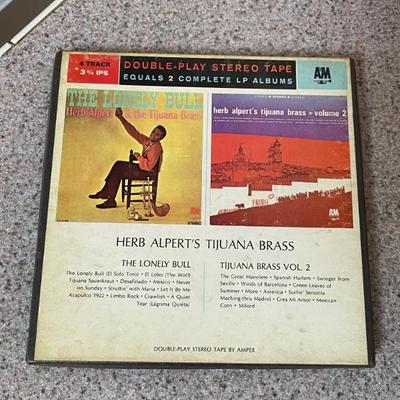 4 TRACK
3 ¾ IPS
DOUBLE-PLAY STEREO TAPE
EQUALS 2 COMPLETE LP ALBUMS
AM
THE LONELY BULL
Herb Alpert & the Tijuana Brass
herb alpert's tijuana brass • volume 2
HERB ALPERT'S TIJUANA BRASS
THE LONELY BULL
The Lonely Bull (El Solo Toro) • El Lobo (The Wolf)
Tijuana Sauerkraut • Desafinado • Mexico • Never
on Sunday • Struttin' with Maria • Let It Be Me
Acapulco 1922 • Limbo Rock • Crawfish • A Quiet
Tear (Lágrima Quieta)
TIJUANA BRASS VOL. 2
The Great Manolete • Spanish Harlem • Swinger from
Seville • Winds of Barcelona • Green Leaves of
Summer • More • America • Surfin' Senorita
Maching thru Madrid • Crea Mi Amor • Mexican
Corn • Milord
DOUBLE-PLAY STEREO TAPE BY AMPEX